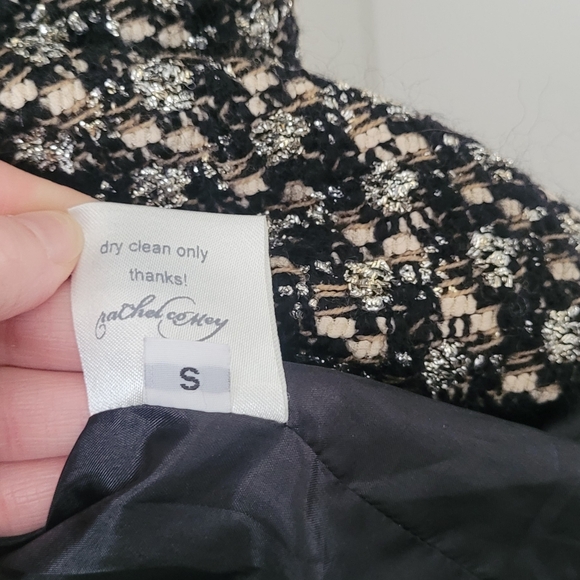 dry clean only
thanks!
rachel comey
S